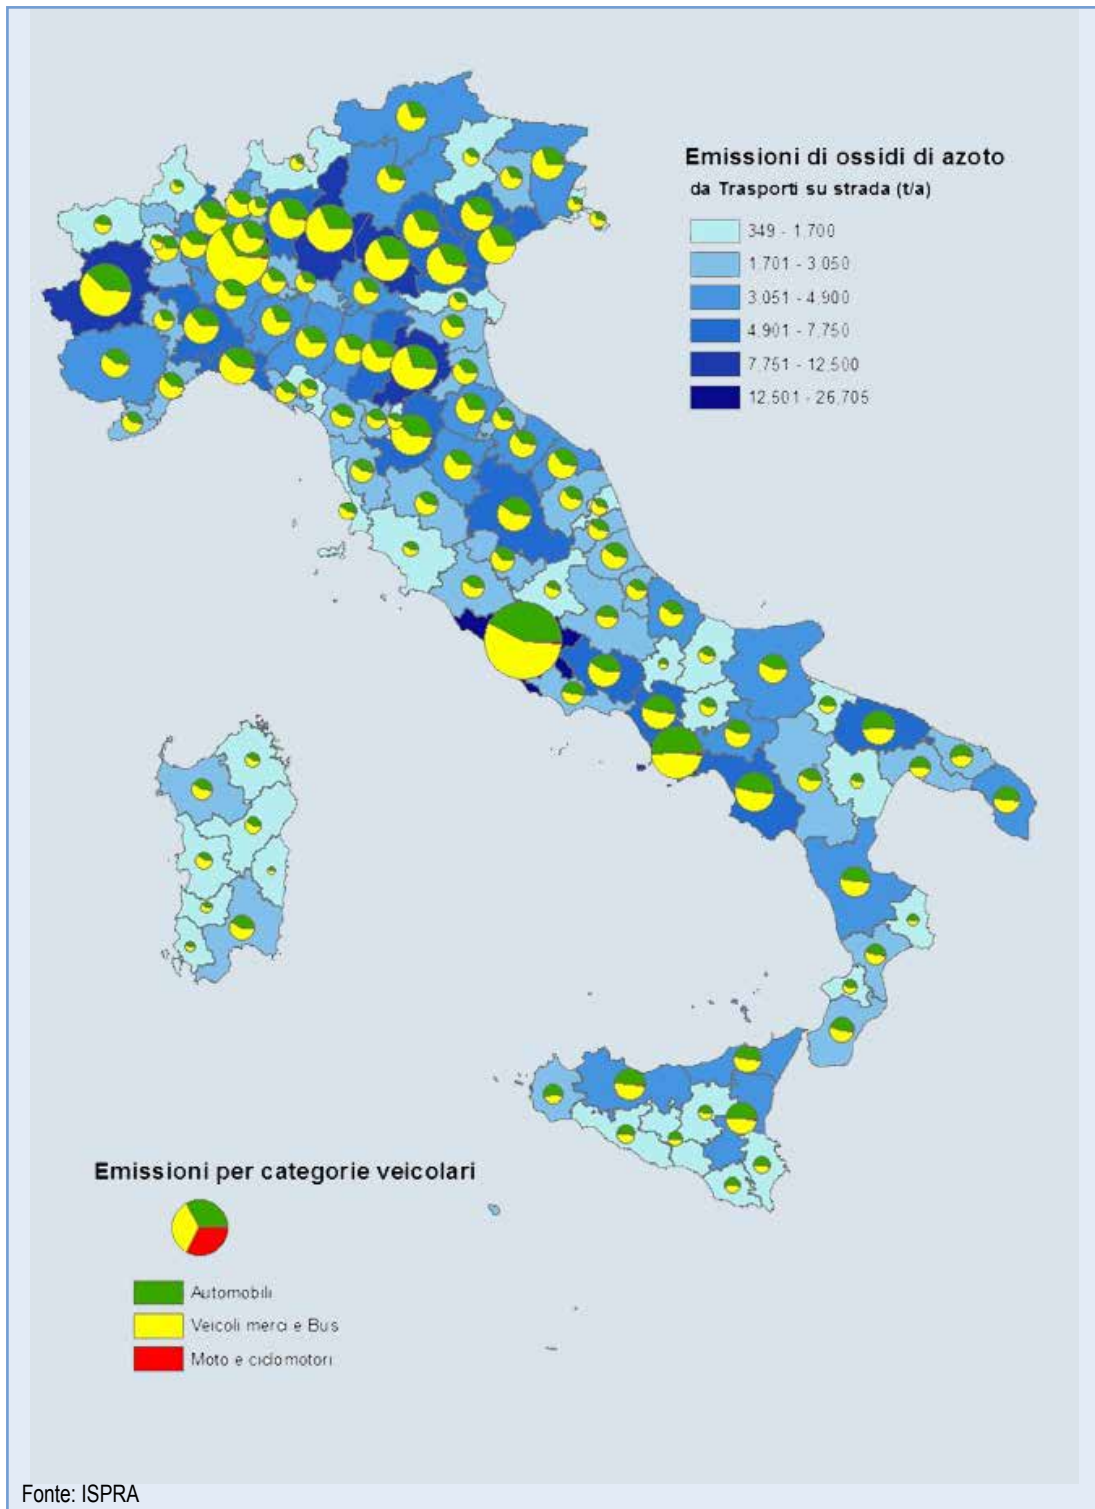 Emissioni di ossidi di azoto
da Trasporti su strada (t/a)
349 - 1.700
1.701 - 3.050
3.051 - 4.900
4.901 - 7.750
7.751 - 12.500
12.501 - 26.705
Emissioni per categorie veicolari
Automobili
Veicoli merci e Bus
Moto e ciclomotori
Fonte: ISPRA